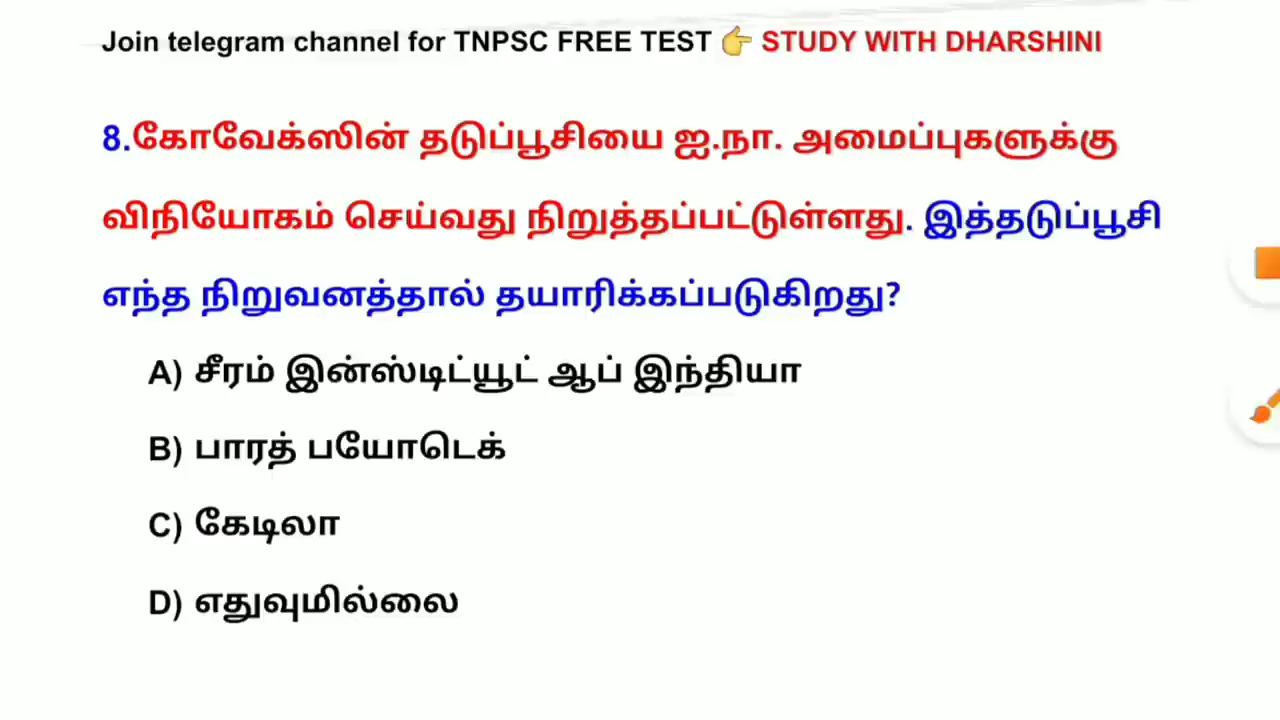 Join telegram channel for TNPSC FREE TEST 👉 STUDY WITH DHARSHINI
8.கோவேக்ஸின் தடுப்பூசியை ஐ.நா. அமைப்புகளுக்கு
விநியோகம் செய்வது நிறுத்தப்பட்டுள்ளது. இத்தடுப்பூசி
எந்த நிறுவனத்தால் தயாரிக்கப்படுகிறது?
A) சீரம் இன்ஸ்டிட்யூட் ஆப் இந்தியா
B) பாரத் பயோடெக்
C) கேடிலா
D) எதுவுமில்லை